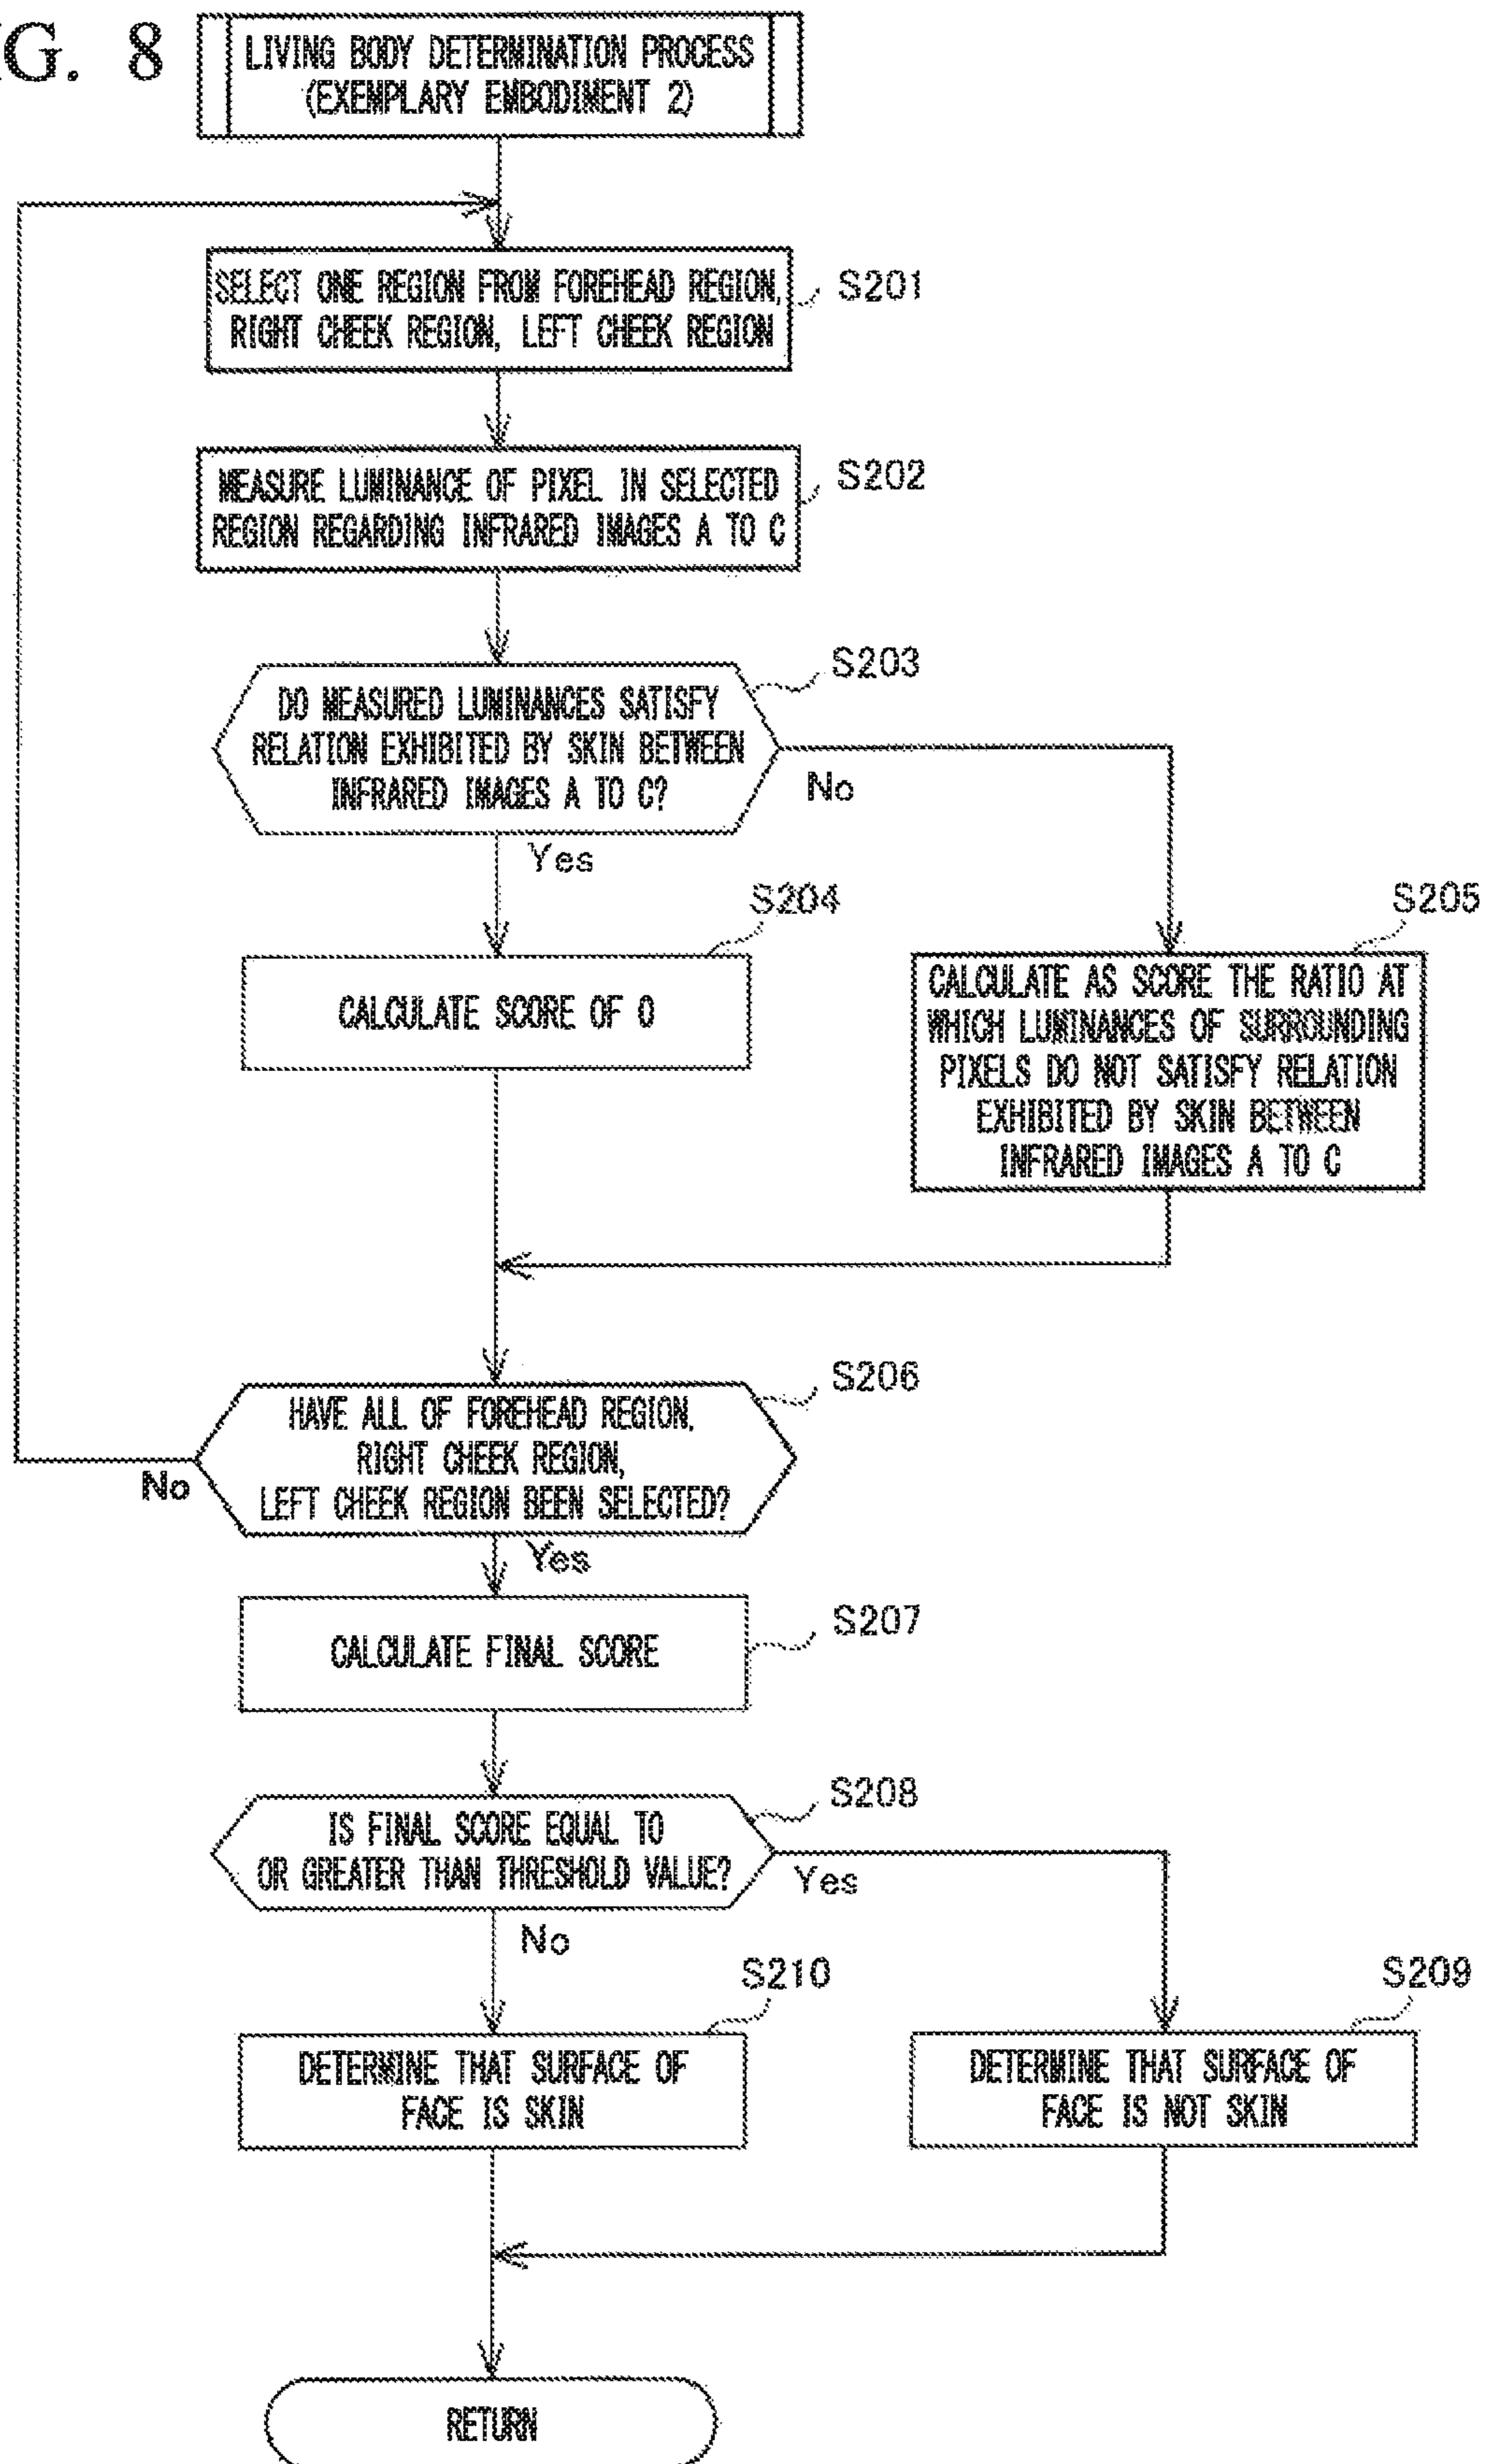 G. 8
LIVING BODY DETERMINATION PROCESS
(EXEMPLARY EMBODIMENT 2)
SELECT ONE REGION FROM FOREHEAD REGION,
RIGHT CHEEK REGION, LEFT CHEEK REGION
S201
MEASURE LUMINANCE OF PIXEL IN SELECTED
REGION REGARDING INFRARED IMAGES A TO C
S202
DO MEASURED LUMINANCES SATISFY
RELATION EXHIBITED BY SKIN BETWEEN
INFRARED IMAGES A TO C?
S203
No
Yes
S204
CALCULATE SCORE OF 0
S205
CALCULATE AS SCORE THE RATIO AT
WHICH LUMINANCES OF SURROUNDING
PIXELS DO NOT SATISFY RELATION
EXHIBITED BY SKIN BETWEEN
INFRARED IMAGES A TO C
S206
HAVE ALL OF FOREHEAD REGION,
RIGHT CHEEK REGION,
LEFT CHEEK REGION BEEN SELECTED?
No
Yes
CALCULATE FINAL SCORE
S207
IS FINAL SCORE EQUAL TO
OR GREATER THAN THRESHOLD VALUE?
S208
Yes
No
S210
DETERMINE THAT SURFACE OF
FACE IS SKIN
S209
DETERMINE THAT SURFACE OF
FACE IS NOT SKIN
RETURN